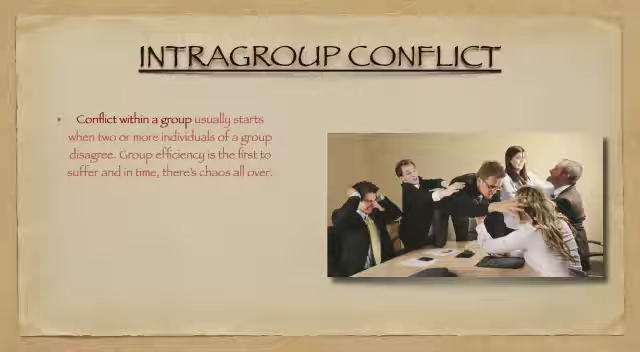 INTRAGROUP CONFLICT
• Conflict within a group usually starts
when two or more individuals of a group
disagree. Group efficiency is the first to
suffer and in time, there's chaos all over.